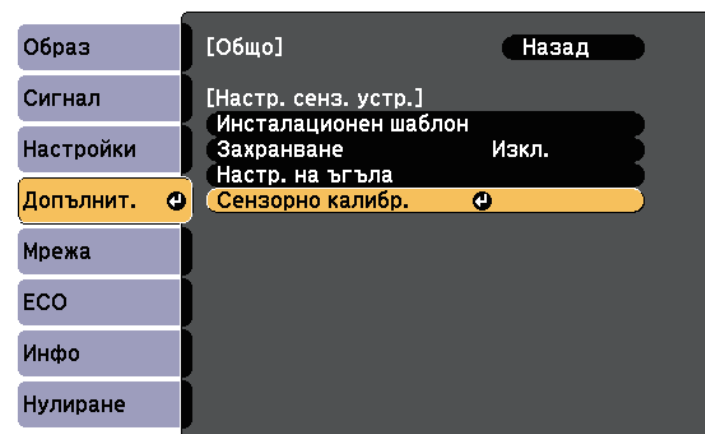 Образ
Сигнал
Настройки
Допълнит.
Мрежа
ECO
Инфо
Нулиране
[Общо] Назад
[Настр. сенз. устр.]
Инсталационен шаблон
Захранване Изкл.
Настр. на ъгъла
Сензорно калибр.